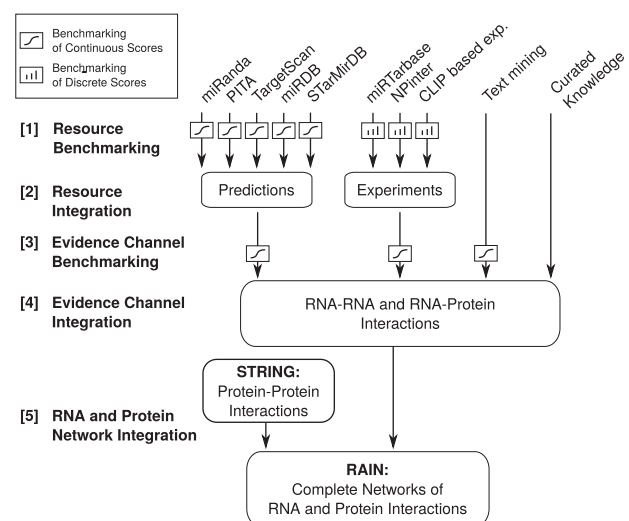 Benchmarking
of Continuous Scores
Benchmarking
of Discrete Scores
miRanda
PITA
TargetScan
miRDB
STarMirDB
miRTarbase
NPinter
CLIP based exp.
Text mining
Curated
Knowledge
[1] Resource
Benchmarking
[2] Resource
Integration
Predictions
Experiments
[3] Evidence Channel
Benchmarking
[4] Evidence Channel
Integration
RNA-RNA and RNA-Protein
Interactions
STRING:
Protein-Protein
Interactions
[5] RNA and Protein
Network Integration
RAIN:
Complete Networks of
RNA and Protein Interactions